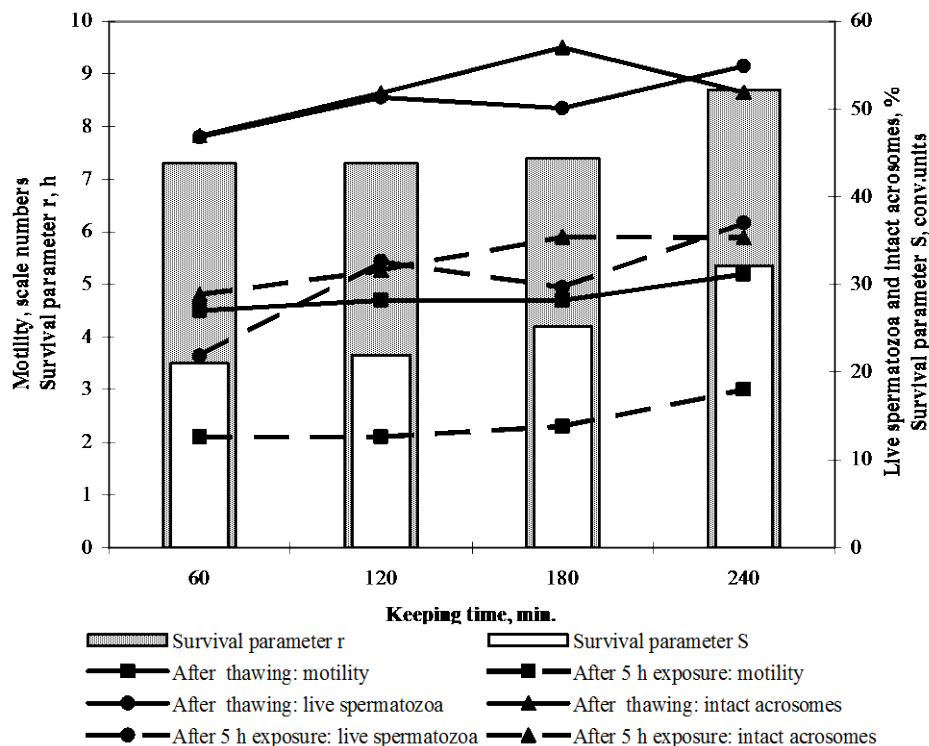 10
9
8
7
6
5
4
3
2
1
0
Motility, scale numbers
Survival parameter r, h
60
50
40
30
20
10
0
Live spermatozoa and intact acrosomes, %
Survival parameter S, conv.units
60 120 180 240
Keeping time, min.
Survival parameter r
Survival parameter S
After thawing: motility
After 5 h exposure: motility
After thawing: live spermatozoa
After thawing: intact acrosomes
After 5 h exposure: live spermatozoa
After 5 h exposure: intact acrosomes